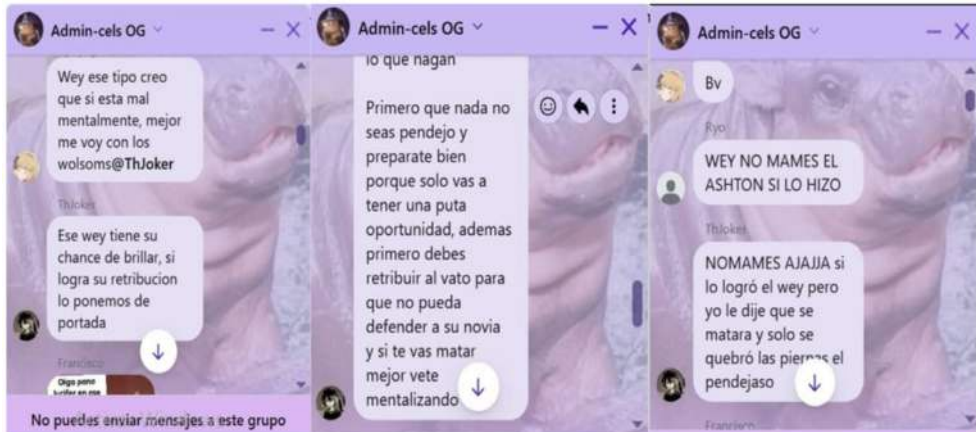 Admin-cels OG
Wey ese tipo creo
que si esta mal
mentalmente, mejor
me voy con los
wolsoms@ThJoker
ThJoker
Ese wey tiene su
chance de brillar, si
logra su retribucion
lo ponemos de
portada
Francisco
No puedes enviar mensajes a este grupo
Admin-cels OG
lo que hagan
Primero que nada no
seas pendejo y
preparate bien
porque solo vas a
tener una puta
oportunidad, ademas
primero debes
retribuir al vato para
que no pueda
defender a su novia
y si te vas matar
mejor vete
mentalizando
Admin-cels OG
Bv
Ryo
WEY NO MAMES EL
ASHTON SI LO HIZO
ThJoker
NOMAMES AJAJJA si
lo logró el wey pero
yo le dije que se
matara y solo se
quebró las piernas el
pendejaso
Francisco